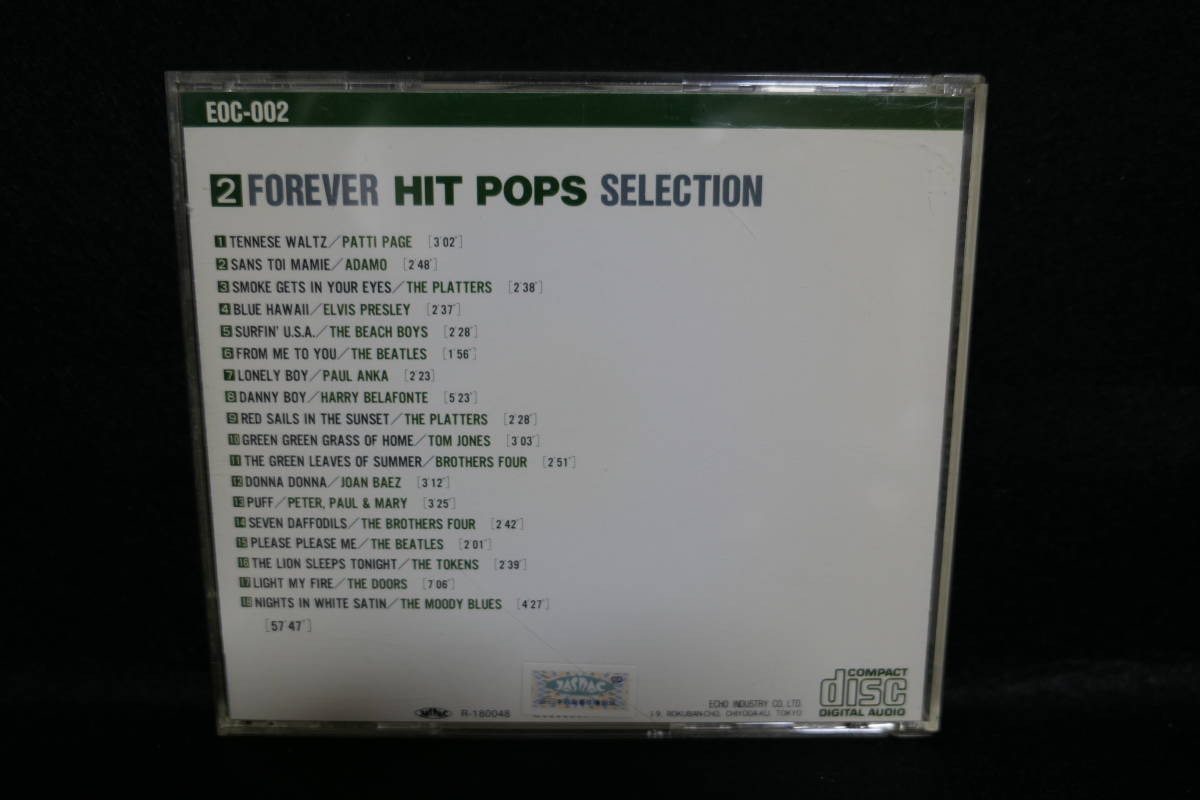 EOC-002
2 FOREVER HIT POPS SELECTION
1 TENNESE WALTZ/PATTI PAGE [3'02"]
2 SANS TOI MAMIE/ADAMO [2'48"]
3 SMOKE GETS IN YOUR EYES/THE PLATTERS [2'38"]
4 BLUE HAWAII/ELVIS PRESLEY [2'37"]
5 SURFIN' U.S.A./THE BEACH BOYS [2'28"]
6 FROM ME TO YOU/THE BEATLES [1'56"]
7 LONELY BOY/PAUL ANKA [2'23]
8 DANNY BOY/HARRY BELAFONTE [5'23"]
9 RED SAILS IN THE SUNSET/THE PLATTERS [2'28"]
10 GREEN GREEN GRASS OF HOME/TOM JONES [3'03"]
11 THE GREEN LEAVES OF SUMMER/BROTHERS FOUR [2'51"]
12 DONNA DONNA/JOAN BAEZ [3'12"]
13 PUFF/PETER, PAUL & MARY [3'25"]
14 SEVEN DAFFODILS/THE BROTHERS FOUR [2'42"]
15 PLEASE PLEASE ME/THE BEATLES [2'01"]
16 THE LION SLEEPS TONIGHT/THE TOKENS [2'39"]
17 LIGHT MY FIRE/THE DOORS [7'06"]
18 NIGHTS IN WHITE SATIN/THE MOODY BLUES [4'27"]
[57'47"]
JASRAC
JASRAC R-180048
ECHO INDUSTRY CO., LTD.
ROKUBAN-CHO, CHIYODA-KU, TOKYO
COMPACT
disc
DIGITAL AUDIO